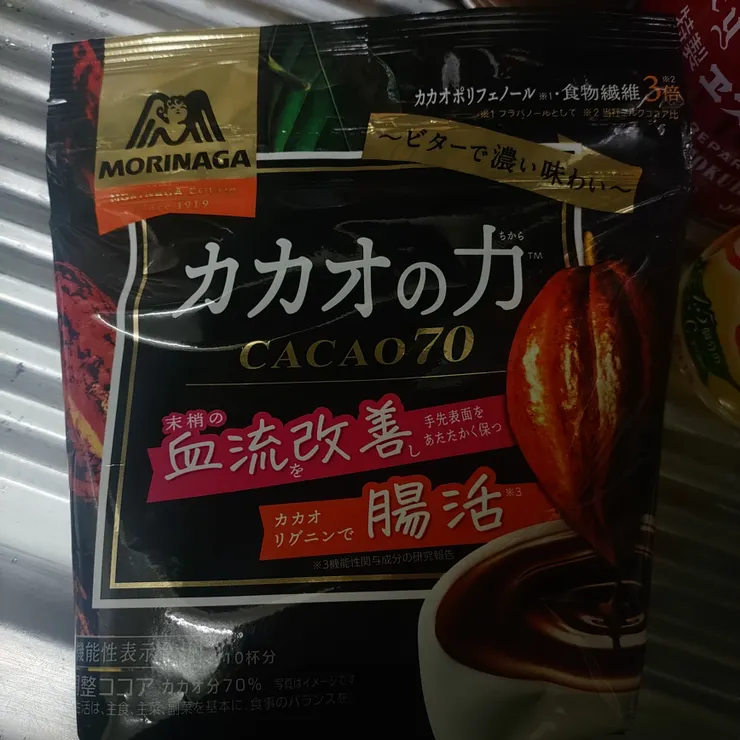 カカオポリフェノール※1・食物繊維3倍※2
※1 フラバノールとして ※2 当社ミルクココア比
MORINAGA
since 1919
～ビターで濃い味わい～
カカオの力ちから™
CACAO70
末梢の
血流を改善し
手先表面を
あたたかく保つ
カカオ
リグニンで
腸活※3
※3機能性関与成分の研究報告
機能性表示
10杯分
調整ココア カカオ分70% 写真はイメージです
食生活は、主食、主菜、副菜を基本に、食事のバランスを。